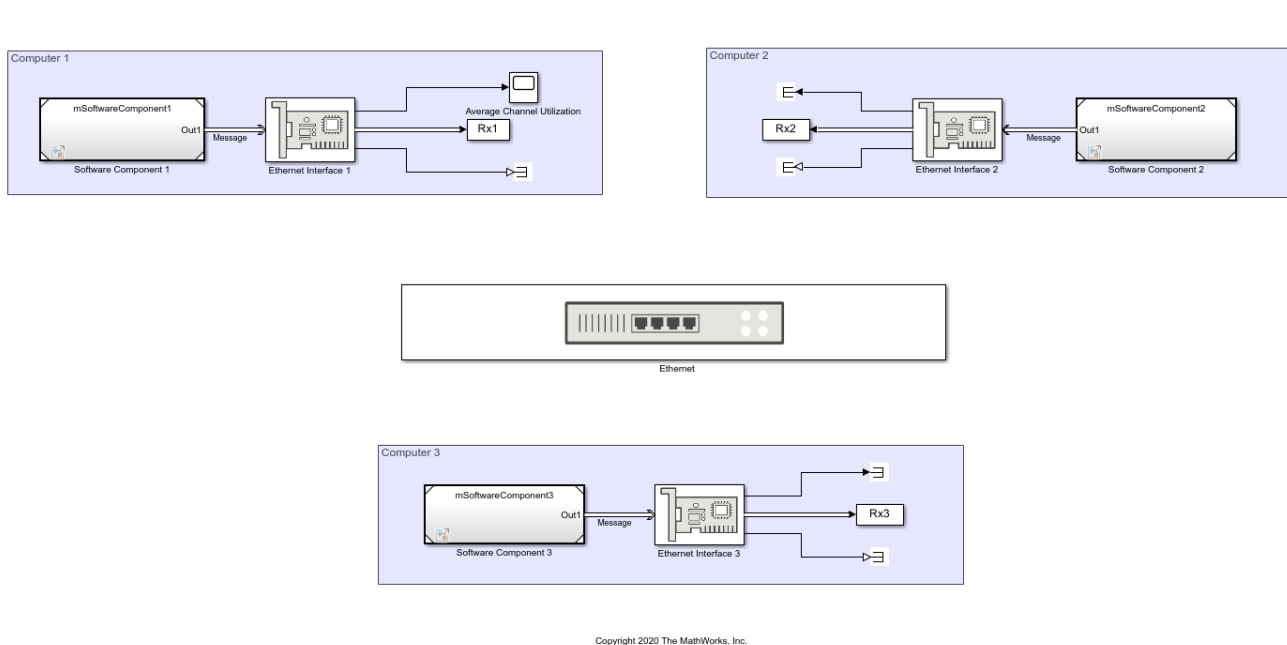 Computer 1
mSoftwareComponent1
Out1
Message
Software Component 1
Ethernet Interface 1
Average Channel Utilization
Rx1
Computer 2
Rx2
Ethernet Interface 2
Message
mSoftwareComponent2
Out1
Software Component 2
Ethernet
Computer 3
mSoftwareComponent3
Out1
Message
Software Component 3
Ethernet Interface 3
Rx3
Copyright 2020 The MathWorks, Inc.